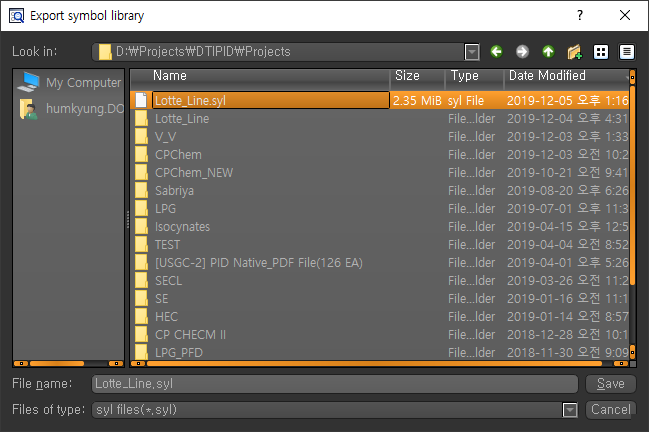 Export symbol library
? ×
Look in: D:₩Projects₩DTIPID₩Projects
My Computer
humkyung.DO
Name Size Type Date Modified
Lotte_Line.syl 2.35 MiB syl File 2019-12-05 오후 1:16
Lotte_Line File...lder 2019-12-04 오후 4:31
V_V File...lder 2019-12-03 오후 1:33
CPChem File...lder 2019-12-03 오전 10:2
CPChem_NEW File...lder 2019-10-21 오전 9:41
Sabriya File...lder 2019-08-20 오후 6:26
LPG File...lder 2019-07-01 오후 11:3
Isocynates File...lder 2019-04-15 오후 12:5
TEST File...lder 2019-04-04 오전 8:52
[USGC-2] PID Native_PDF File(126 EA) File...lder 2019-04-01 오후 5:26
SECL File...lder 2019-03-26 오전 11:2
SE File...lder 2019-01-16 오전 11:1
HEC File...lder 2019-01-14 오전 8:57
CP CHECM II File...lder 2018-12-28 오전 10:1
LPG_PFD File...lder 2018-11-30 오전 9:09
File name: Lotte_Line.syl Save
Files of type: syl files(*.syl) Cancel